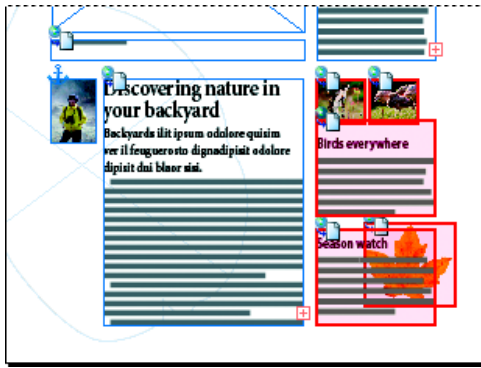 Discovering nature in
your backyard
Backyards ilit ipsum odolore quisim
ver il feuguerosto dignadipisit odolore
dipisit dni blaor sisi.
Birds everywhere
Season watch